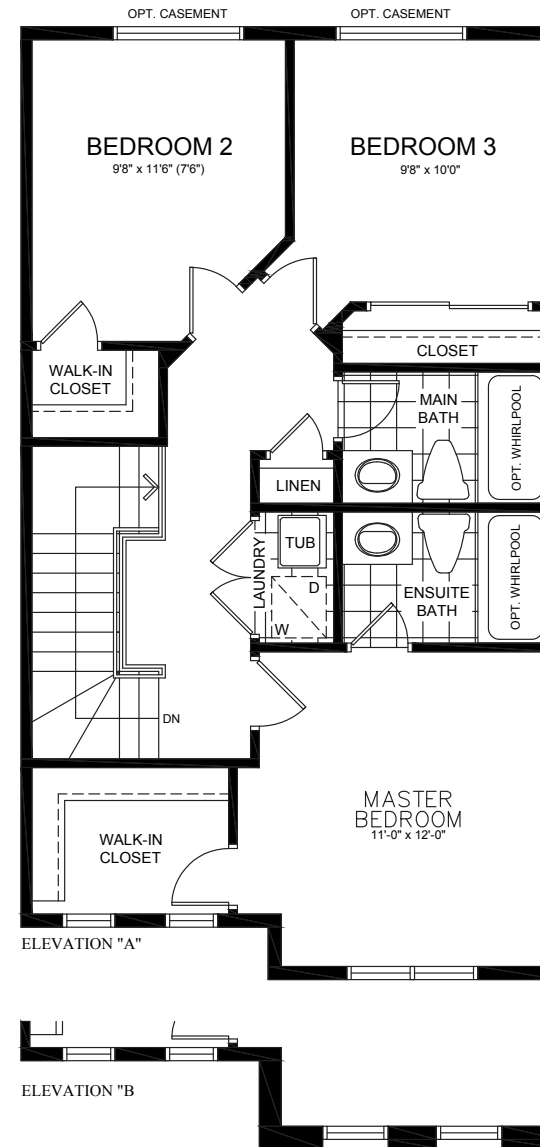 OPT. CASEMENT
OPT. CASEMENT
BEDROOM 2
9'8" x 11'6" (7'6")
BEDROOM 3
9'8" x 10'0"
WALK-IN
CLOSET
CLOSET
MAIN
BATH
OPT. WHIRLPOOL
LINEN
LAUNDRY
TUB
D
W
ENSUITE
BATH
OPT. WHIRLPOOL
DN
MASTER
BEDROOM
11'-0" x 12'-0"
WALK-IN
CLOSET
ELEVATION "A"
ELEVATION "B